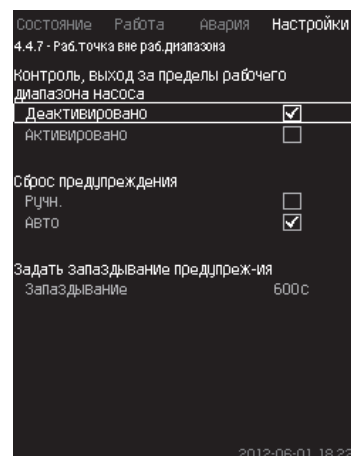 Состояние Работа Авария Настройки
4.4.7 - Раб.точка вне раб.диапазона
Контроль, выход за пределы рабочего
диапазона насоса
Деактивировано
Активировано
Сброс предупреждения
Ручн.
Авто
Задать запаздывание предупреж-ия
Запаздывание 600с
2012-06-01 18:22